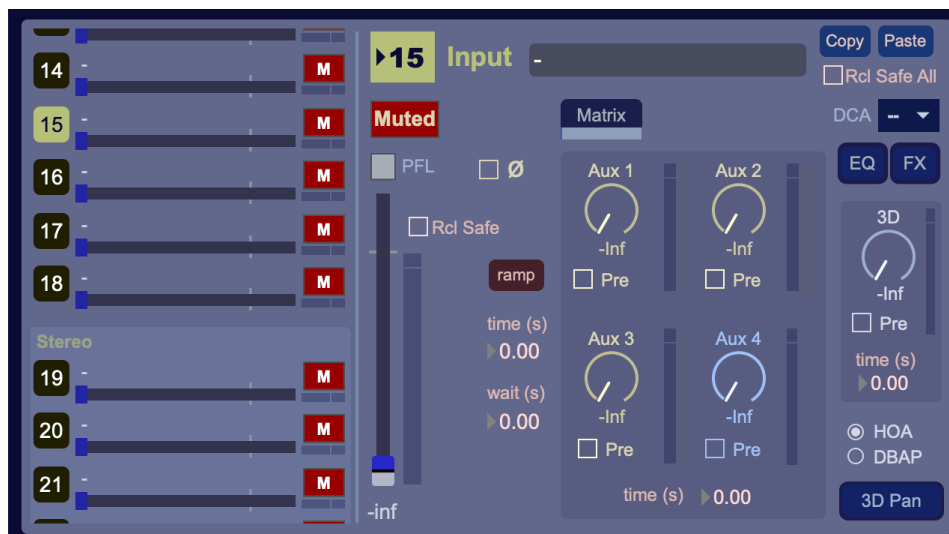 14 - M
15 - M
16 - M
17 - M
18 - M
Stereo
19 - M
20 - M
21 - M
15 Input -
Copy Paste
Rcl Safe All
Muted
Matrix
DCA --
PFL
Ø
EQ FX
Rcl Safe
ramp
time (s)
0.00
wait (s)
0.00
-inf
Aux 1 Aux 2
-Inf -Inf
Pre Pre
Aux 3 Aux 4
-Inf -Inf
Pre Pre
time (s) 0.00
3D
-Inf
Pre
time (s)
0.00
HOA
DBAP
3D Pan